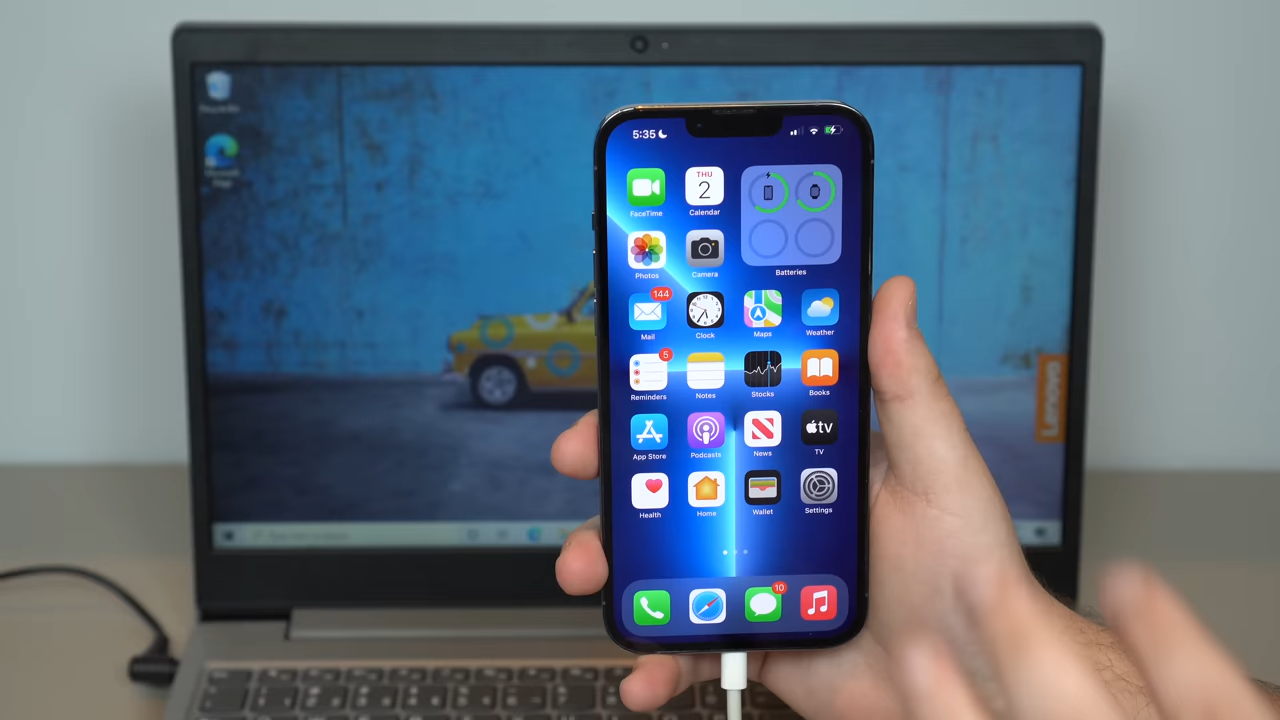 5:35
THU
2
FaceTime
Calendar
Photos
Camera
Batteries
144
Mail
Clock
Maps
Weather
5
Reminders
Notes
Stocks
Books
App Store
Podcasts
News
tv
TV
Health
Home
Wallet
Settings
10
Lenovo